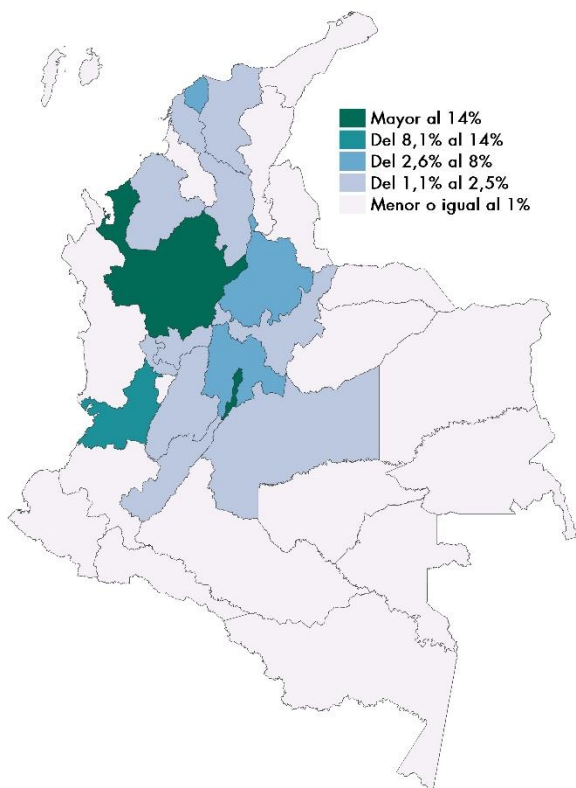 Mayor al 14%
Del 8,1% al 14%
Del 2,6% al 8%
Del 1,1% al 2,5%
Menor o igual al 1%